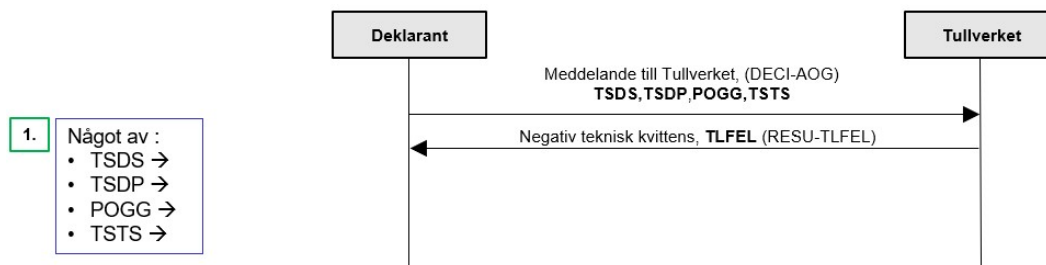 Deklarant
Tullverket
Meddelande till Tullverket, (DECI-AOG)
TSDS,TSDP,POGG,TSTS
Negativ teknisk kvittens, TLFEL (RESU-TLFEL)
1.
Något av :
• TSDS →
• TSDP →
• POGG →
• TSTS →